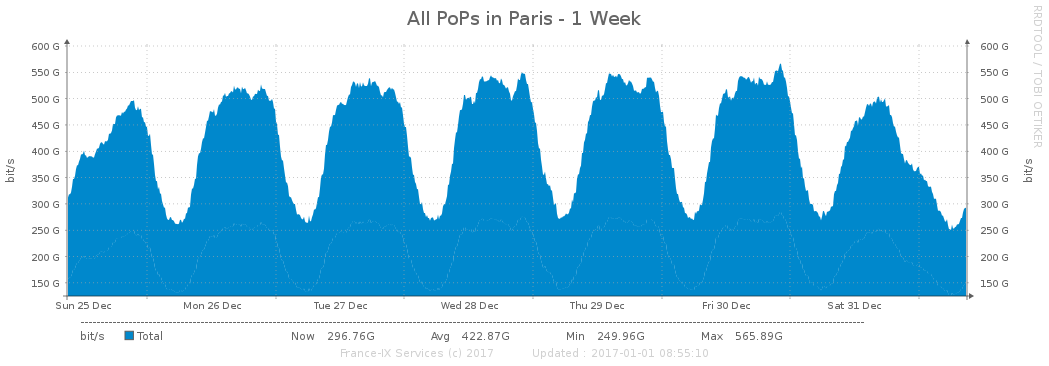 All PoPs in Paris - 1 Week
RRDTOOL / TOBI OETIKER
600 G 600 G
550 G 550 G
500 G 500 G
450 G 450 G
400 G 400 G
350 G 350 G
300 G 300 G
250 G 250 G
200 G 200 G
150 G 150 G
bit/s bit/s
Sun 25 Dec Mon 26 Dec Tue 27 Dec Wed 28 Dec Thu 29 Dec Fri 30 Dec Sat 31 Dec
bit/s Total Now 296.76G Avg 422.87G Min 249.96G Max 565.89G
France-IX Services (c) 2017 Updated : 2017-01-01 08:55:10